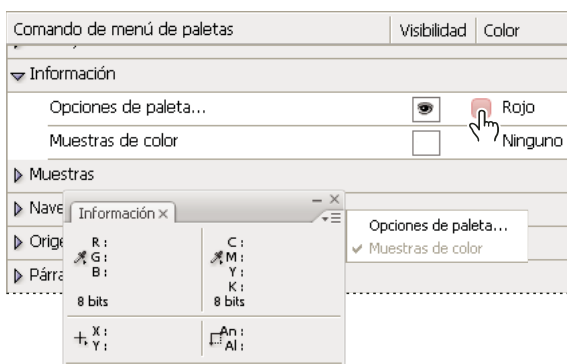 Comando de menú de paletas Visibilidad Color
Información
Opciones de paleta... Rojo
Muestras de color Ninguno
Muestras
Nave
Orige
Párra
Información ×
R :
G :
B :
8 bits
C :
M :
Y :
K :
8 bits
X :
Y :
An :
Al :
Opciones de paleta...
Muestras de color